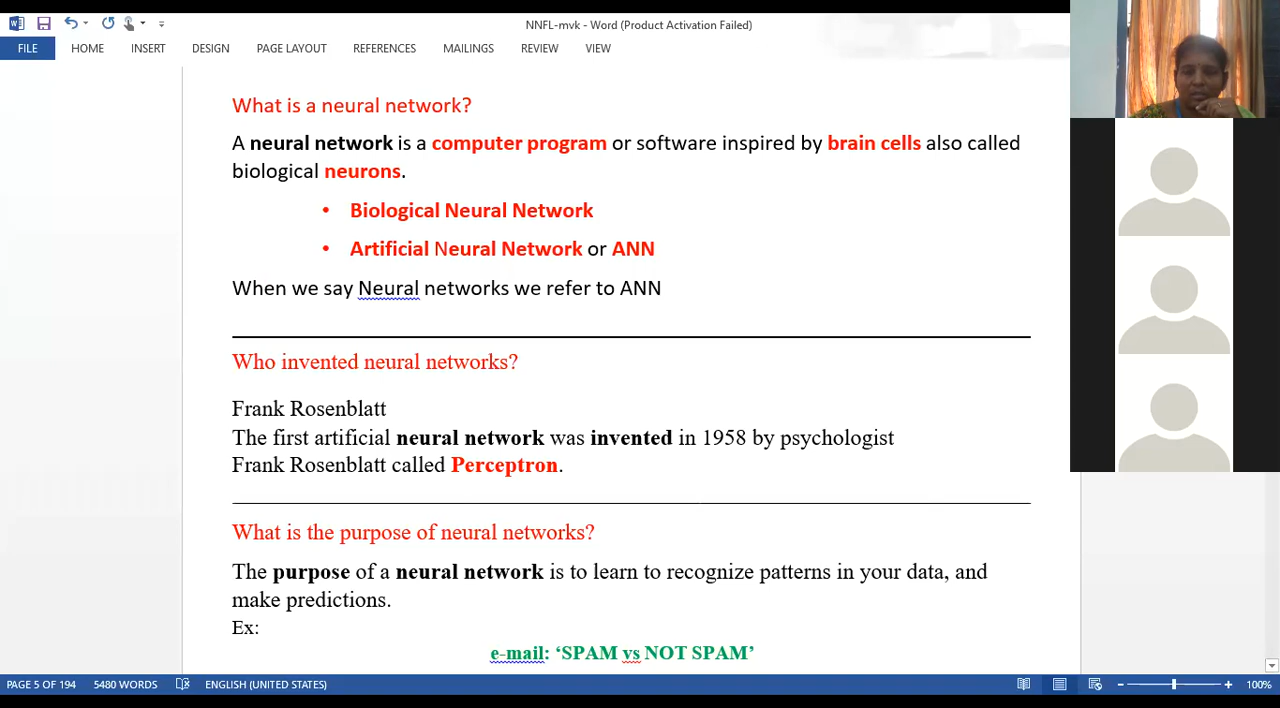 NNFL-mvk - Word (Product Activation Failed)
FILE HOME INSERT DESIGN PAGE LAYOUT REFERENCES MAILINGS REVIEW VIEW
What is a neural network?
A neural network is a computer program or software inspired by brain cells also called
biological neurons.
• Biological Neural Network
• Artificial Neural Network or ANN
When we say Neural networks we refer to ANN
Who invented neural networks?
Frank Rosenblatt
The first artificial neural network was invented in 1958 by psychologist
Frank Rosenblatt called Perceptron.
What is the purpose of neural networks?
The purpose of a neural network is to learn to recognize patterns in your data, and
make predictions.
Ex:
e-mail: ‘SPAM vs NOT SPAM’
PAGE 5 OF 194 5480 WORDS ENGLISH (UNITED STATES) 100%